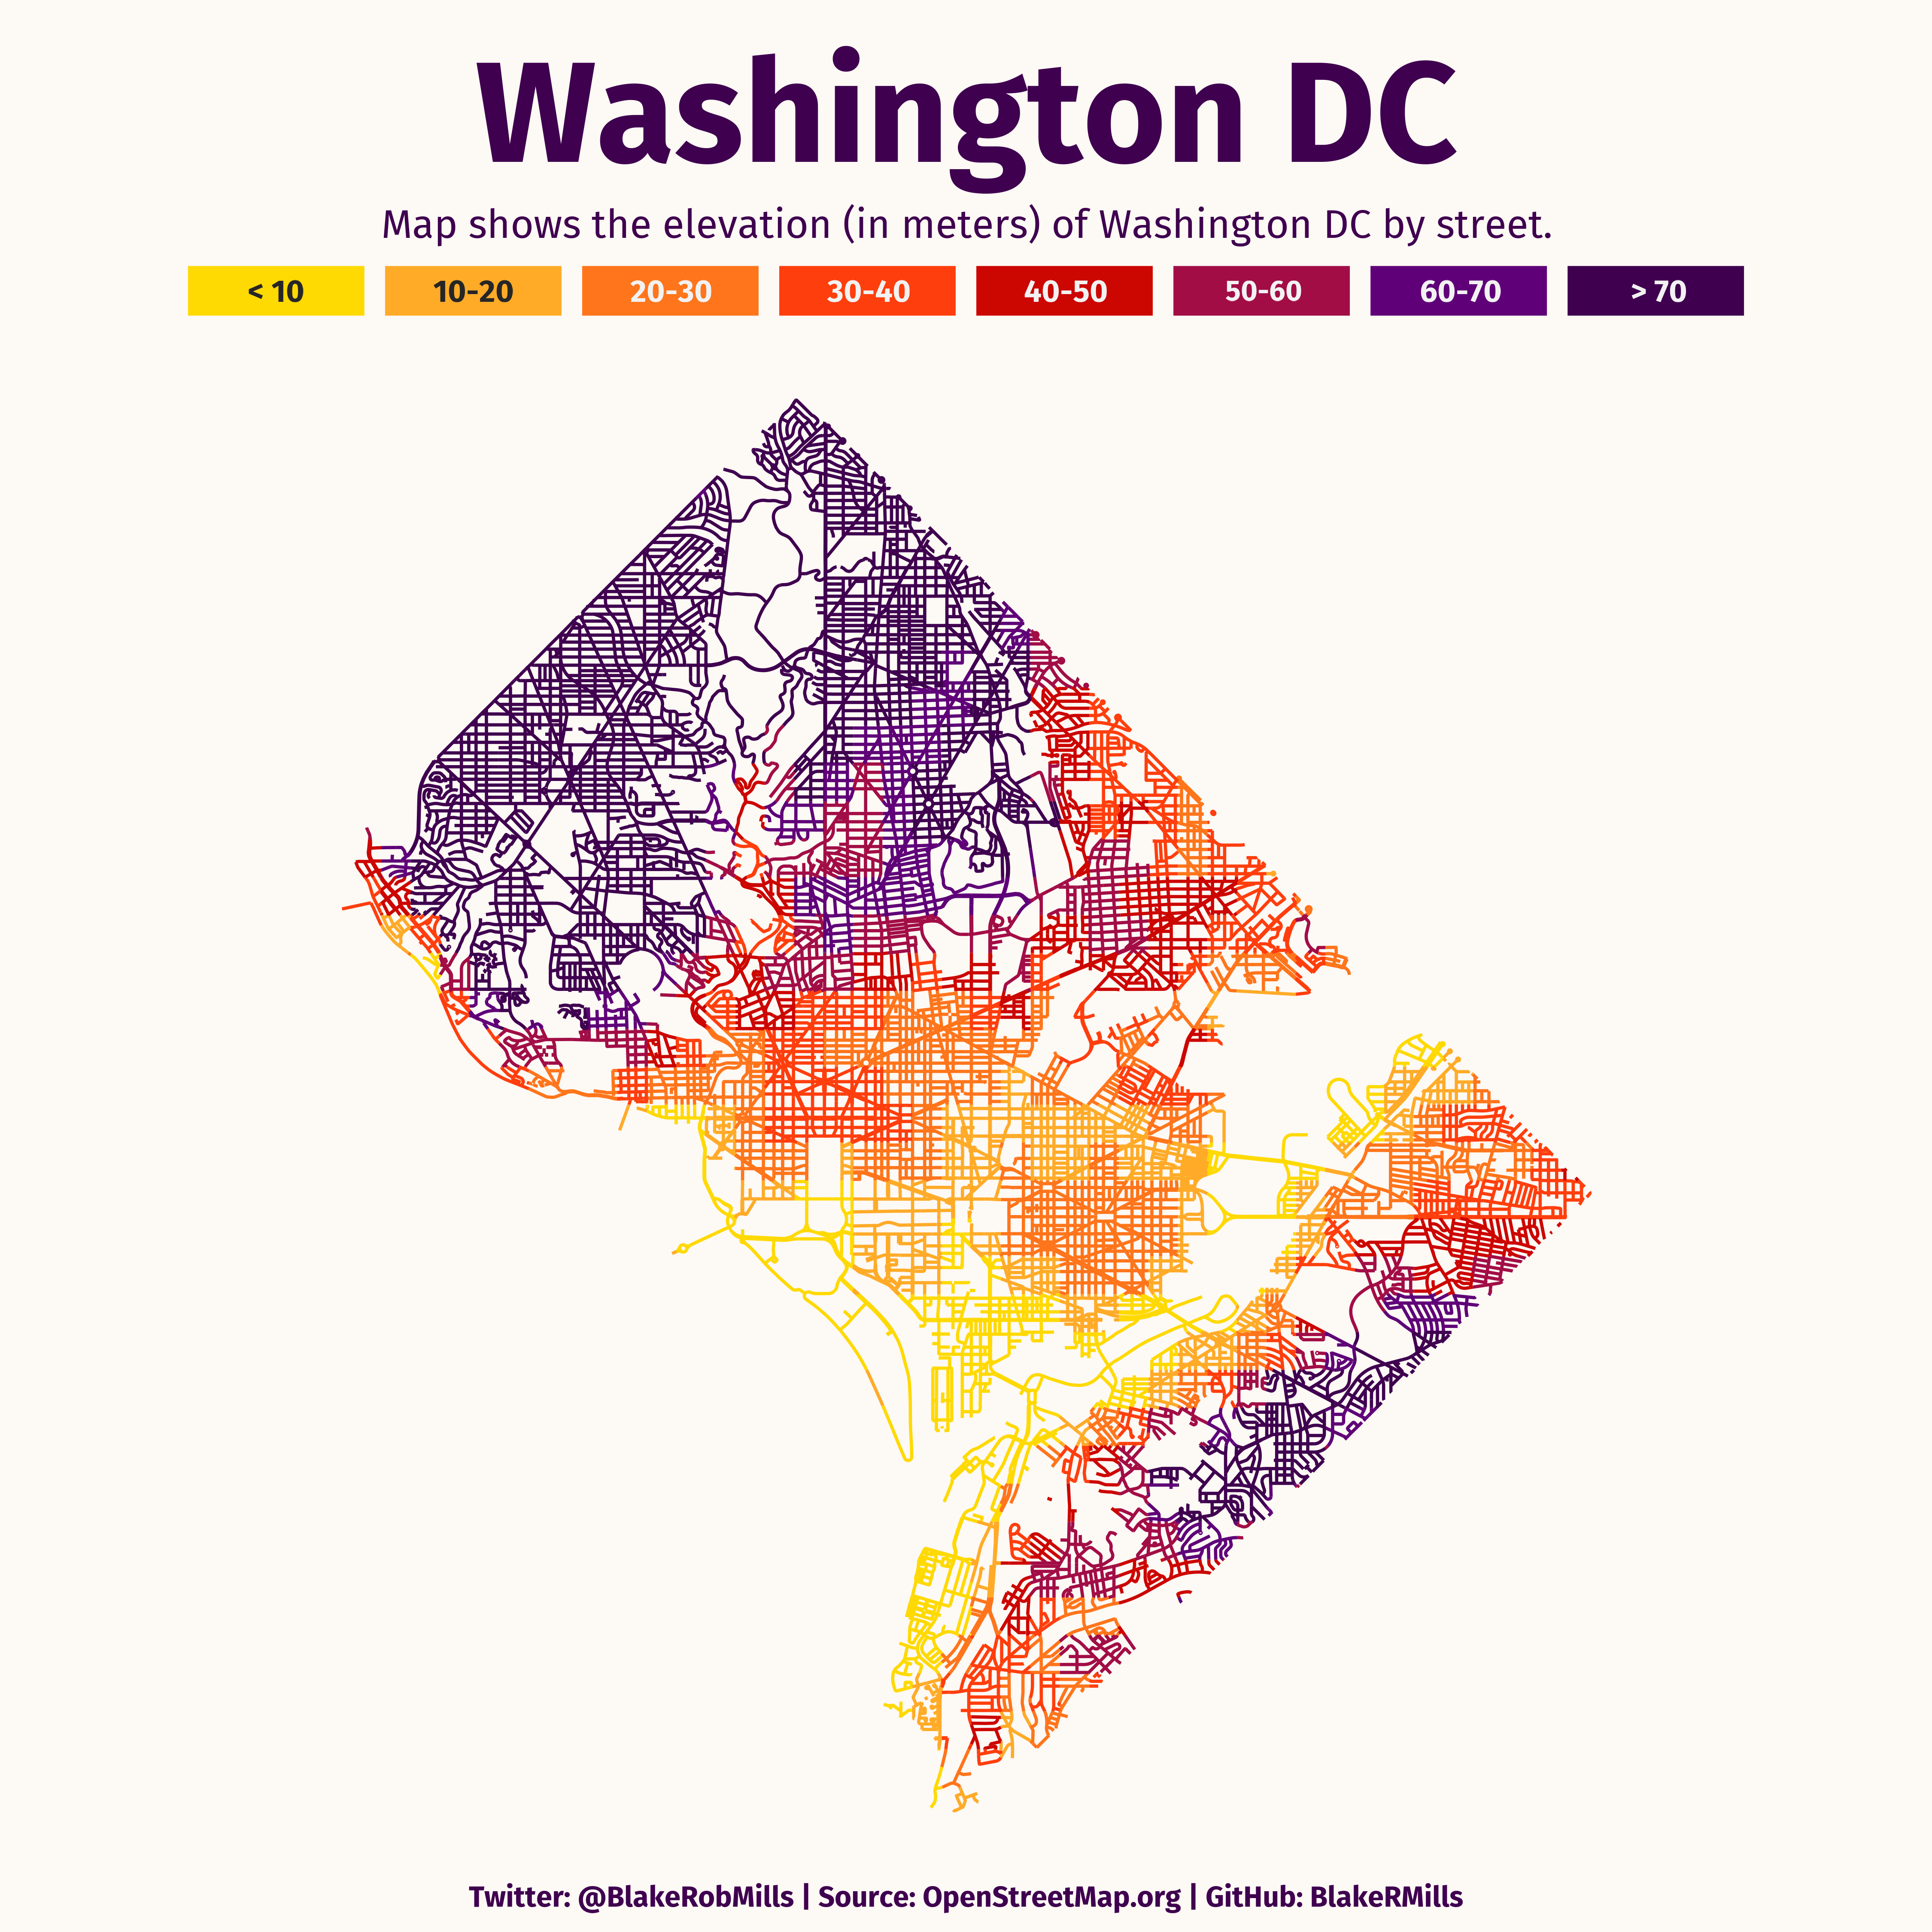 Washington DC
Map shows the elevation (in meters) of Washington DC by street.
< 10 10-20 20-30 30-40 40-50 50-60 60-70 > 70
Twitter: @BlakeRobMills | Source: OpenStreetMap.org | GitHub: BlakeRMills